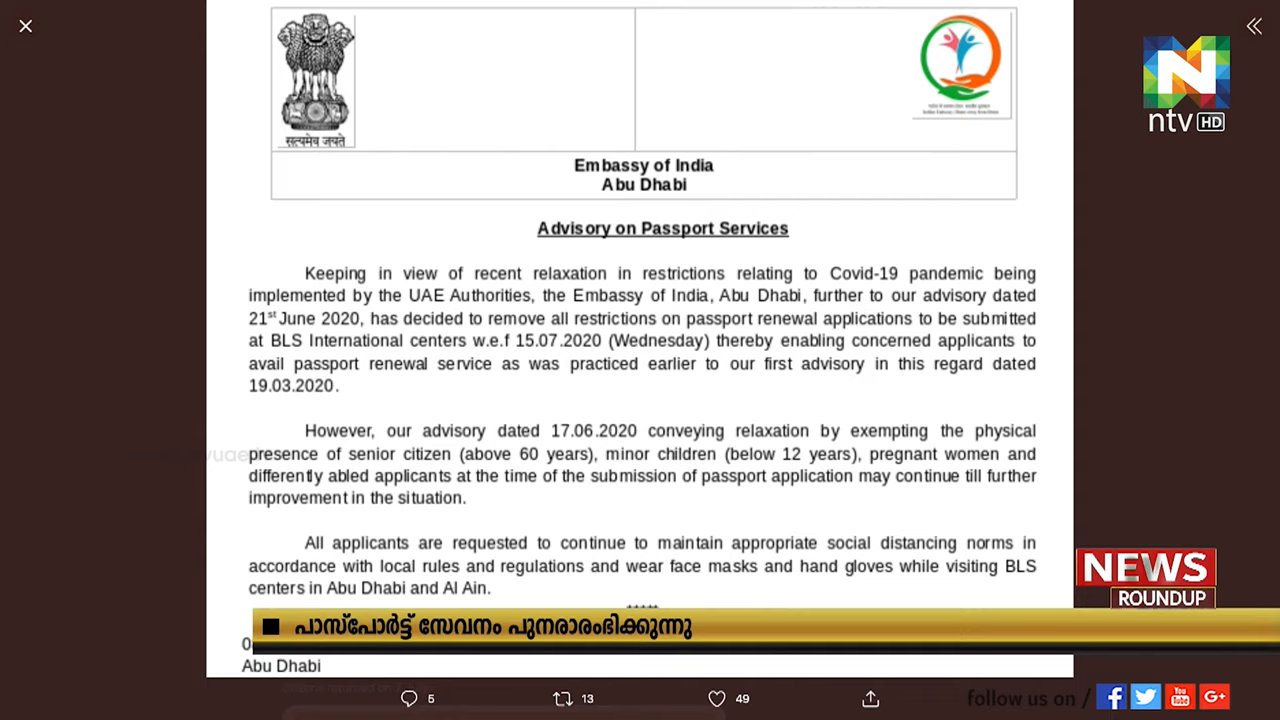 सत्यमेव जयते
ntv HD
Embassy of India
Abu Dhabi
Advisory on Passport Services
Keeping in view of recent relaxation in restrictions relating to Covid-19 pandemic being
implemented by the UAE Authorities, the Embassy of India, Abu Dhabi, further to our advisory dated
21st June 2020, has decided to remove all restrictions on passport renewal applications to be submitted
at BLS International centers w.e.f 15.07.2020 (Wednesday) thereby enabling concerned applicants to
avail passport renewal service as was practiced earlier to our first advisory in this regard dated
19.03.2020.
However, our advisory dated 17.06.2020 conveying relaxation by exempting the physical
presence of senior citizen (above 60 years), minor children (below 12 years), pregnant women and
differently abled applicants at the time of the submission of passport application may continue till further
improvement in the situation.
All applicants are requested to continue to maintain appropriate social distancing norms in
accordance with local rules and regulations and wear face masks and hand gloves while visiting BLS
centers in Abu Dhabi and Al Ain.
*****
NEWS
ROUNDUP
പാസ്പോർട്ട് സേവനം പുനരാരംഭിക്കുന്നു
Abu Dhabi
5 13 49
follow us on /
You
Tube
G+